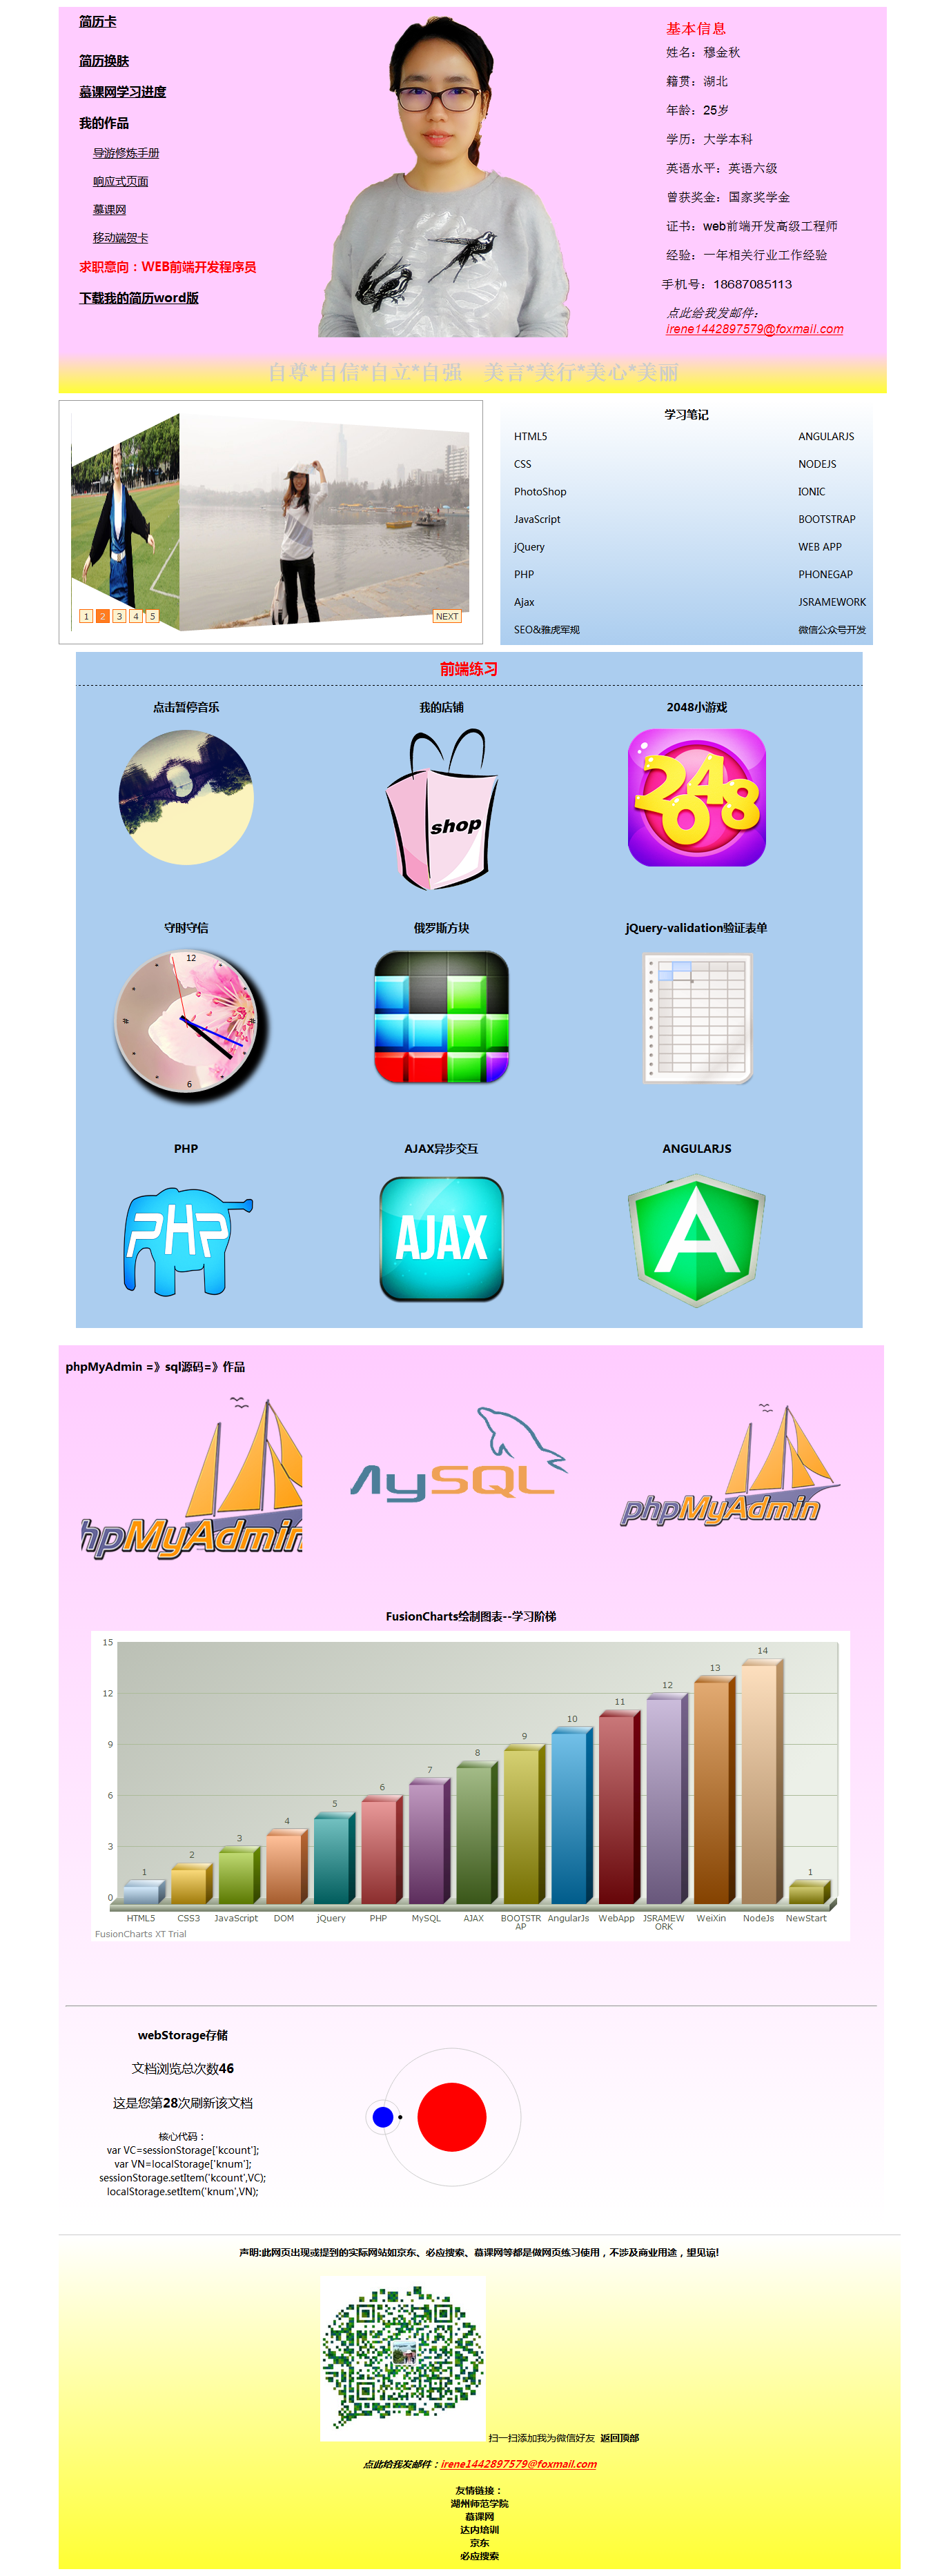 简历卡
简历换肤
慕课网学习进度
我的作品
导游修炼手册
响应式页面
慕课网
移动端贺卡
求职意向：WEB前端开发程序员
下载我的简历word版
基本信息
姓名：穆金秋
籍贯：湖北
年龄：25岁
学历：大学本科
英语水平：英语六级
曾获奖金：国家奖学金
证书：web前端开发高级工程师
经验：一年相关行业工作经验
手机号：18687085113
点此给我发邮件：
irene1442897579@foxmail.com
自尊*自信*自立*自强 美言*美行*美心*美丽
1 2 3 4 5
NEXT
学习笔记
HTML5 ANGULARJS
CSS NODEJS
PhotoShop IONIC
JavaScript BOOTSTRAP
jQuery WEB APP
PHP PHONEGAP
Ajax JSRAMEWORK
SEO&雅虎军规 微信公众号开发
前端练习
点击暂停音乐 我的店铺 2048小游戏
shop
2048
守时守信 俄罗斯方块 jQuery-validation验证表单
12
6
PHP AJAX异步交互 ANGULARJS
PHP
AJAX
A
phpMyAdmin =》sql源码=》作品
hpMyAdmin
MySQL
phpMyAdmin
FusionCharts绘制图表--学习阶梯
15
12
9
6
3
0
1 2 3 4 5 6 7 8 9 10 11 12 13 14 1
HTML5 CSS3 JavaScript DOM jQuery PHP MySQL AJAX BOOTSTR AngularJs WebApp JSRAMEW WeiXin NodeJs NewStart
AP ORK
FusionCharts XT Trial
webStorage存储
文档浏览总次数46
这是您第28次刷新该文档
核心代码：
var VC=sessionStorage['kcount'];
var VN=localStorage['knum'];
sessionStorage.setItem('kcount',VC);
localStorage.setItem('knum',VN);
声明:此网页出现或提到的实际网站如京东、必应搜索、慕课网等都是做网页练习使用，不涉及商业用途，望见谅!
扫一扫添加我为微信好友 返回顶部
点此给我发邮件：irene1442897579@foxmail.com
友情链接：
湖州师范学院
慕课网
达内培训
京东
必应搜索